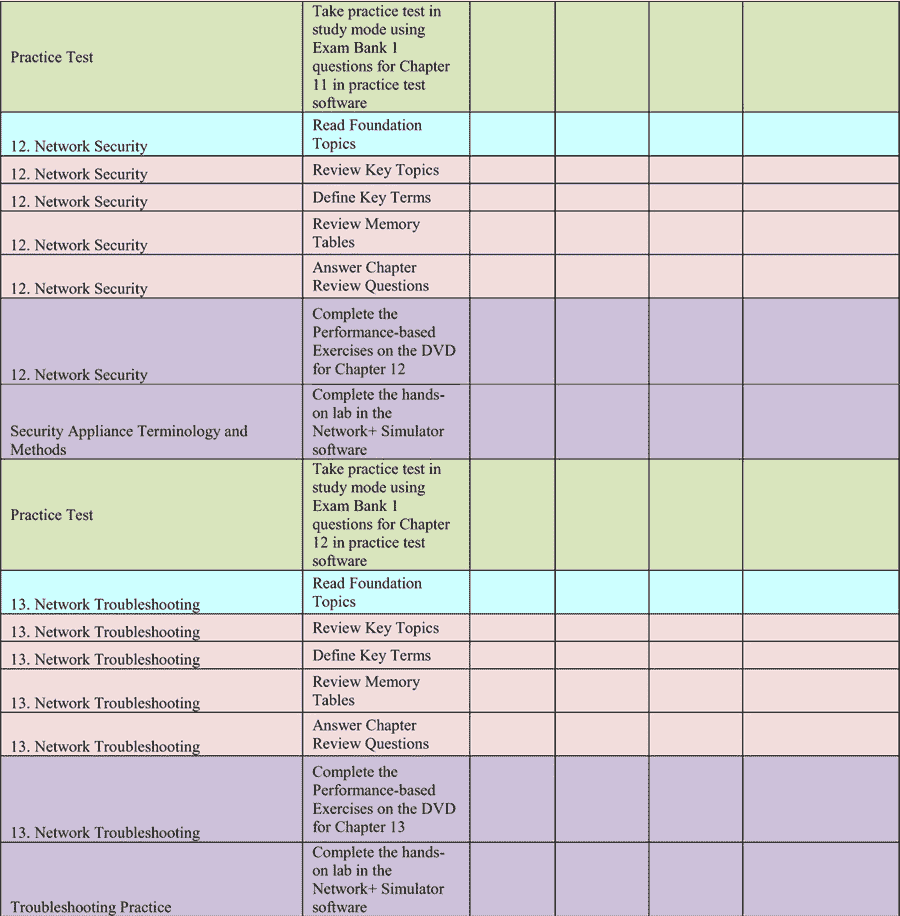 Practice Test
Take practice test in
study mode using
Exam Bank 1
questions for Chapter
11 in practice test
software
12. Network Security
Read Foundation
Topics
12. Network Security
Review Key Topics
12. Network Security
Define Key Terms
12. Network Security
Review Memory
Tables
12. Network Security
Answer Chapter
Review Questions
12. Network Security
Complete the
Performance-based
Exercises on the DVD
for Chapter 12
Security Appliance Terminology and
Methods
Complete the hands-
on lab in the
Network+ Simulator
software
Practice Test
Take practice test in
study mode using
Exam Bank 1
questions for Chapter
12 in practice test
software
13. Network Troubleshooting
Read Foundation
Topics
13. Network Troubleshooting
Review Key Topics
13. Network Troubleshooting
Define Key Terms
13. Network Troubleshooting
Review Memory
Tables
13. Network Troubleshooting
Answer Chapter
Review Questions
13. Network Troubleshooting
Complete the
Performance-based
Exercises on the DVD
for Chapter 13
Troubleshooting Practice
Complete the hands-
on lab in the
Network+ Simulator
software